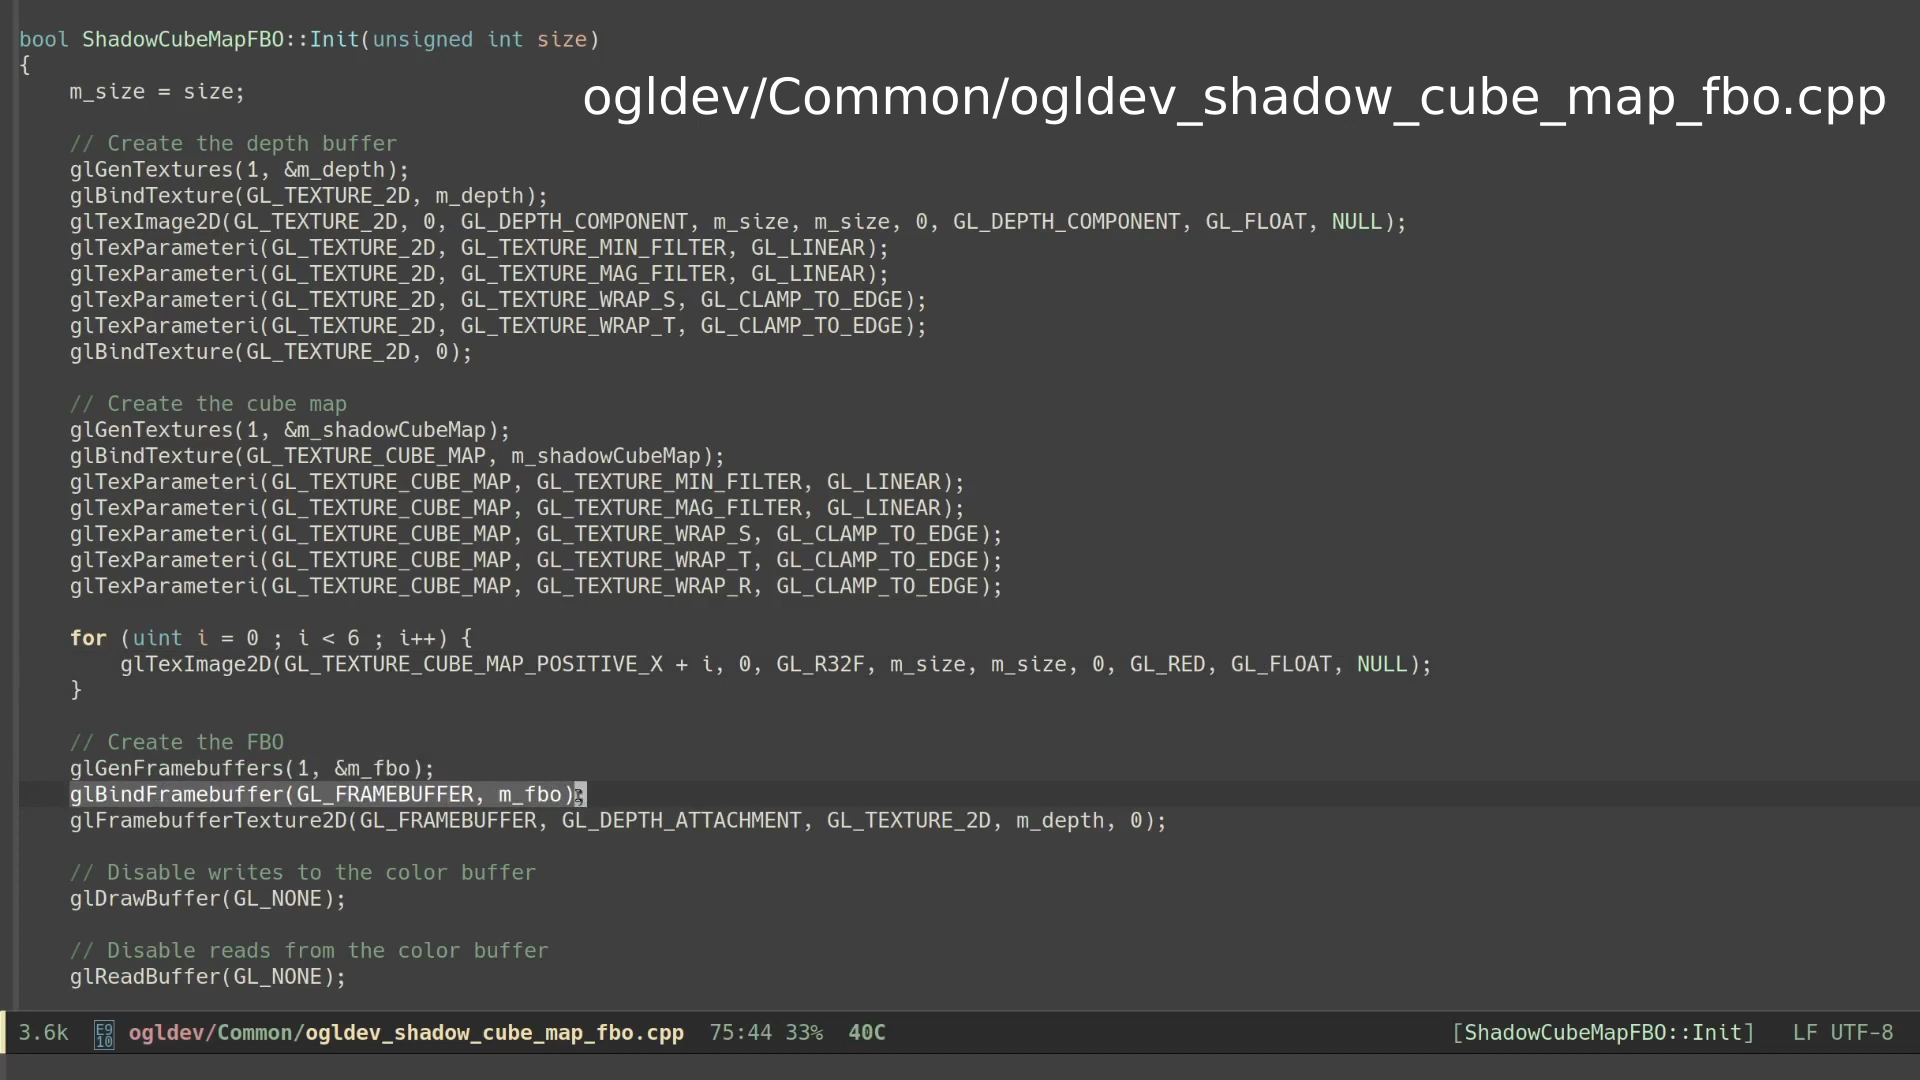 bool ShadowCubeMapFBO::Init(unsigned int size)
{
    m_size = size;
ogldev/Common/ogldev_shadow_cube_map_fbo.cpp
    // Create the depth buffer
    glGenTextures(1, &m_depth);
    glBindTexture(GL_TEXTURE_2D, m_depth);
    glTexImage2D(GL_TEXTURE_2D, 0, GL_DEPTH_COMPONENT, m_size, m_size, 0, GL_DEPTH_COMPONENT, GL_FLOAT, NULL);
    glTexParameteri(GL_TEXTURE_2D, GL_TEXTURE_MIN_FILTER, GL_LINEAR);
    glTexParameteri(GL_TEXTURE_2D, GL_TEXTURE_MAG_FILTER, GL_LINEAR);
    glTexParameteri(GL_TEXTURE_2D, GL_TEXTURE_WRAP_S, GL_CLAMP_TO_EDGE);
    glTexParameteri(GL_TEXTURE_2D, GL_TEXTURE_WRAP_T, GL_CLAMP_TO_EDGE);
    glBindTexture(GL_TEXTURE_2D, 0);
    // Create the cube map
    glGenTextures(1, &m_shadowCubeMap);
    glBindTexture(GL_TEXTURE_CUBE_MAP, m_shadowCubeMap);
    glTexParameteri(GL_TEXTURE_CUBE_MAP, GL_TEXTURE_MIN_FILTER, GL_LINEAR);
    glTexParameteri(GL_TEXTURE_CUBE_MAP, GL_TEXTURE_MAG_FILTER, GL_LINEAR);
    glTexParameteri(GL_TEXTURE_CUBE_MAP, GL_TEXTURE_WRAP_S, GL_CLAMP_TO_EDGE);
    glTexParameteri(GL_TEXTURE_CUBE_MAP, GL_TEXTURE_WRAP_T, GL_CLAMP_TO_EDGE);
    glTexParameteri(GL_TEXTURE_CUBE_MAP, GL_TEXTURE_WRAP_R, GL_CLAMP_TO_EDGE);
    for (uint i = 0 ; i < 6 ; i++) {
        glTexImage2D(GL_TEXTURE_CUBE_MAP_POSITIVE_X + i, 0, GL_R32F, m_size, m_size, 0, GL_RED, GL_FLOAT, NULL);
    }
    // Create the FBO
    glGenFramebuffers(1, &m_fbo);
    glBindFramebuffer(GL_FRAMEBUFFER, m_fbo);
    glFramebufferTexture2D(GL_FRAMEBUFFER, GL_DEPTH_ATTACHMENT, GL_TEXTURE_2D, m_depth, 0);
    // Disable writes to the color buffer
    glDrawBuffer(GL_NONE);
    // Disable reads from the color buffer
    glReadBuffer(GL_NONE);
3.6k E910 ogldev/Common/ogldev_shadow_cube_map_fbo.cpp 75:44 33% 40C [ShadowCubeMapFBO::Init] LF UTF-8